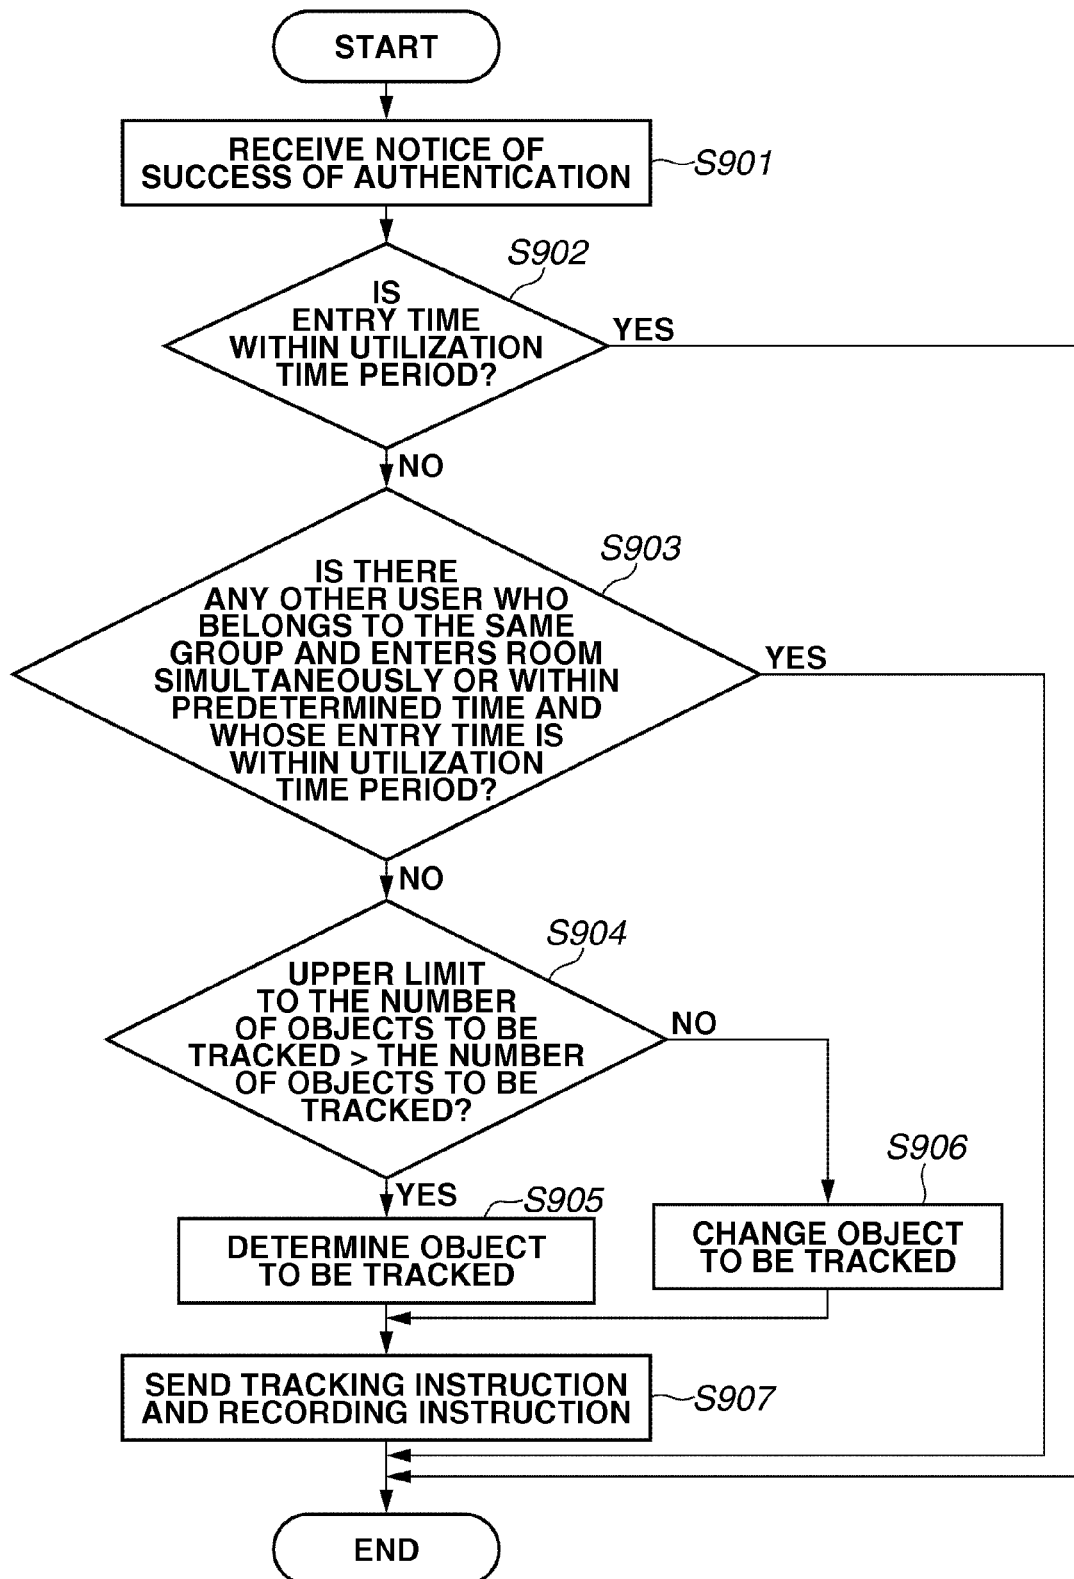 START
RECEIVE NOTICE OF
SUCCESS OF AUTHENTICATION
S901
S902
IS
ENTRY TIME
WITHIN UTILIZATION
TIME PERIOD?
YES
NO
S903
IS THERE
ANY OTHER USER WHO
BELONGS TO THE SAME
GROUP AND ENTERS ROOM
SIMULTANEOUSLY OR WITHIN
PREDETERMINED TIME AND
WHOSE ENTRY TIME IS
WITHIN UTILIZATION
TIME PERIOD?
YES
NO
S904
UPPER LIMIT
TO THE NUMBER
OF OBJECTS TO BE
TRACKED > THE NUMBER
OF OBJECTS TO BE
TRACKED?
NO
YES
S905
DETERMINE OBJECT
TO BE TRACKED
S906
CHANGE OBJECT
TO BE TRACKED
SEND TRACKING INSTRUCTION
AND RECORDING INSTRUCTION
S907
END